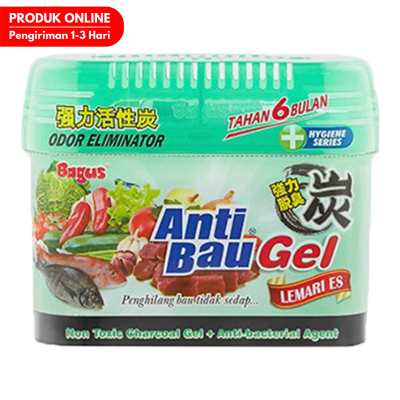 PRODUK ONLINE
Pengiriman 1-3 Hari
强力活性炭
TAHAN 6 BULAN
ODOR ELIMINATOR
HYGIENE
SERIES
Bagus®
強力
脱臭
炭
Anti
Bau® Gel
LEMARI ES
Penghilang bau tidak sedap...
Non Toxic Charcoal Gel + Anti-bacterial Agent